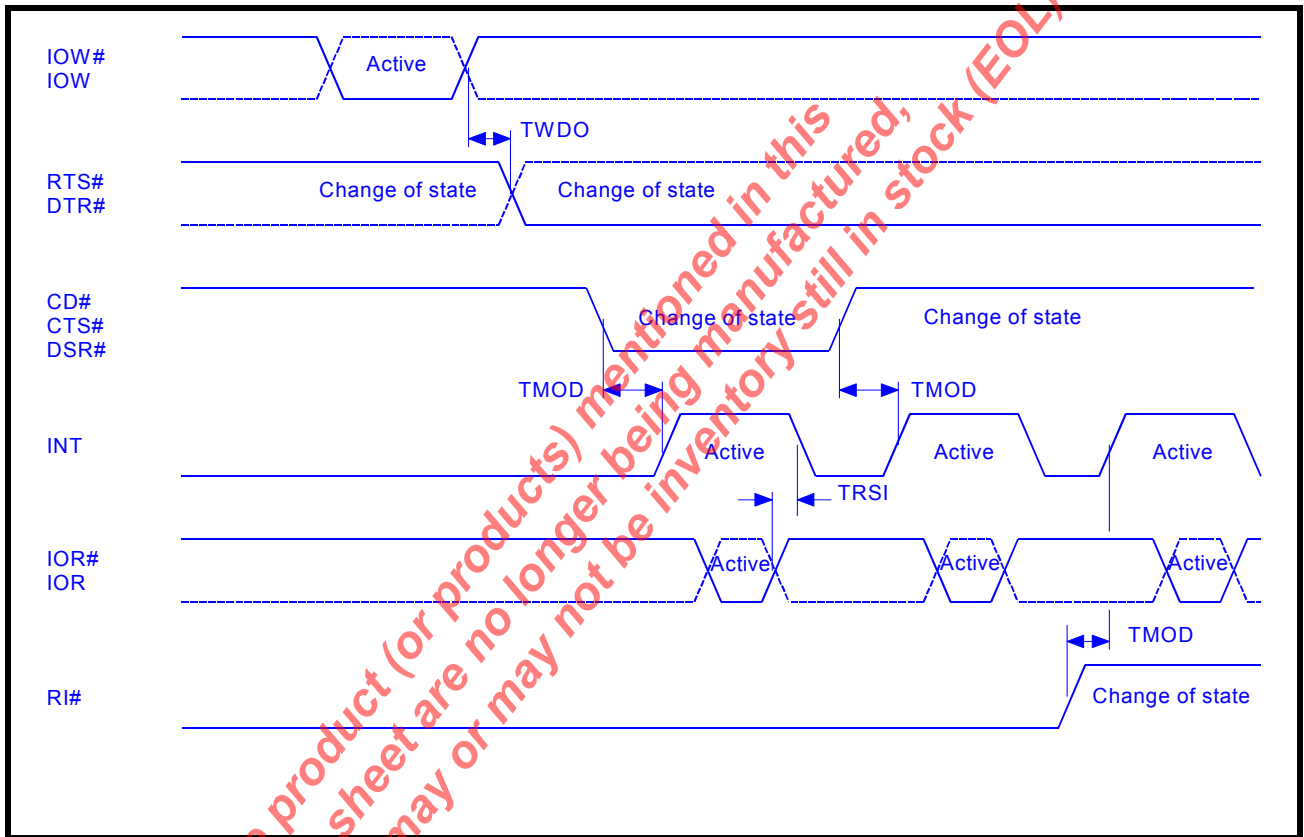 IOW#
IOW
Active
TWDO
RTS#
DTR#
Change of state
Change of state
CD#
CTS#
DSR#
Change of state
Change of state
TMOD
TMOD
INT
Active
Active
Active
TRSI
IOR#
IOR
Active
Active
Active
TMOD
RI#
Change of state
product (or products) mentioned in this
sheet are no longer being manufactured,
may or may not be inventory still in stock (EOL)